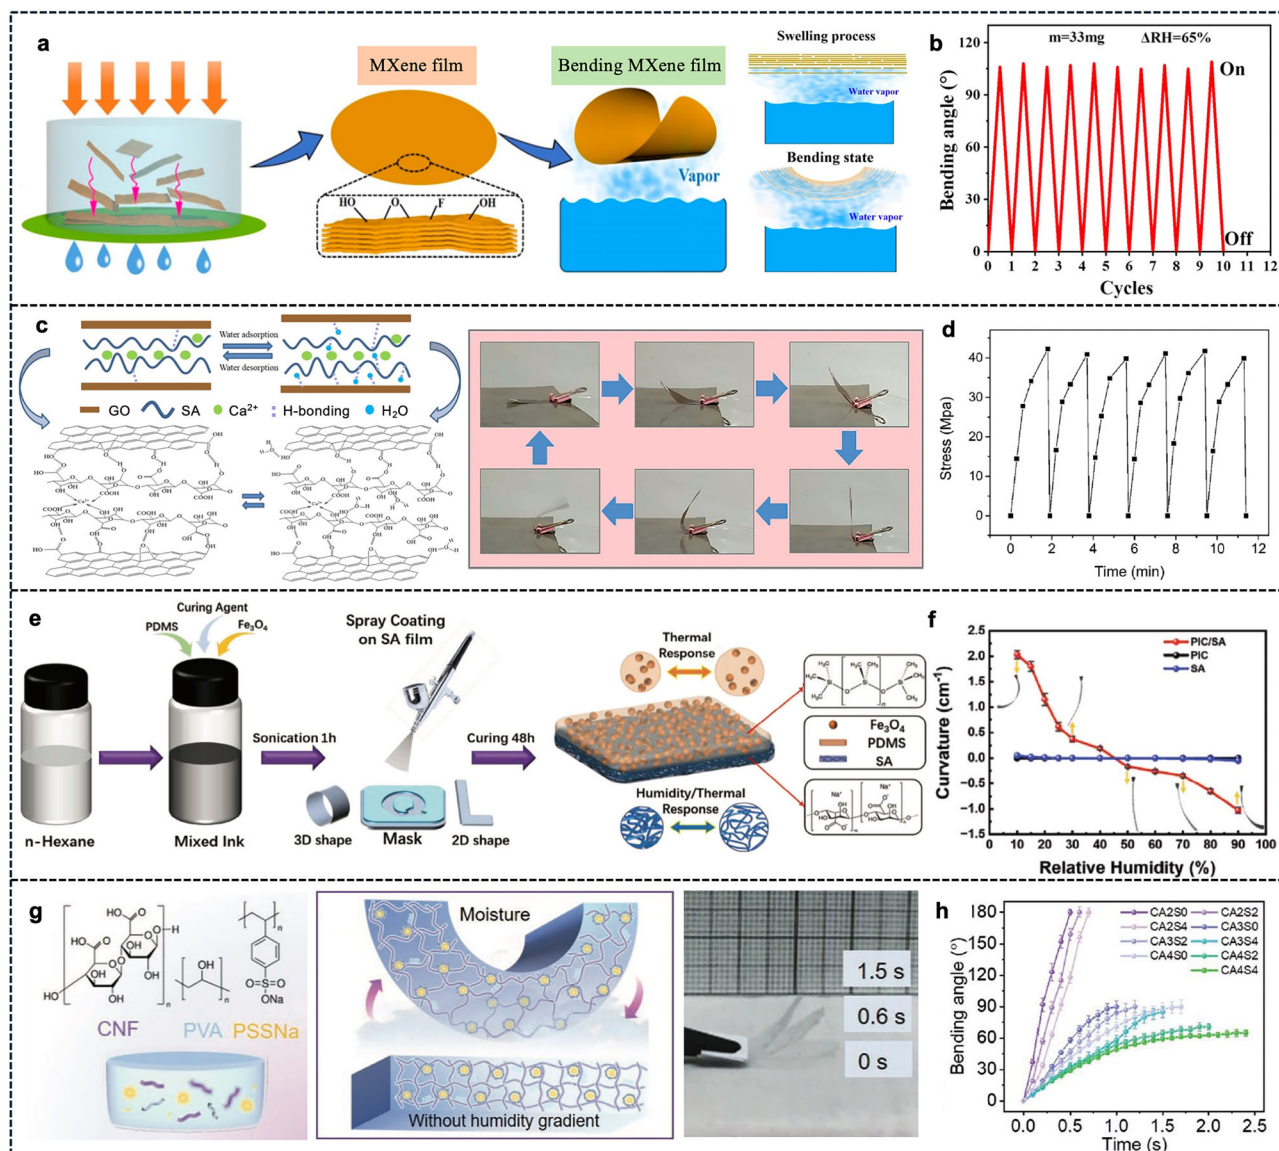 a
MXene film
Bending MXene film
HO
O
F
OH
Vapor
Swelling process
Water vapor
Bending state
Water vapor
b
m=33mg
ΔRH=65%
On
Off
Bending angle (°)
120
90
60
30
0
0 1 2 3 4 5 6 7 8 9 10 11 12
Cycles
c
Water adsorption
Water desorption
GO
SA
Ca²⁺
H-bonding
H₂O
d
Stress (Mpa)
40
30
20
10
0
0 2 4 6 8 10 12
Time (min)
e
Curing Agent
PDMS
Fe₃O₄
n-Hexane
Mixed Ink
Sonication 1h
Spray Coating
on SA film
3D shape
Mask
2D shape
Curing 48h
Thermal
Response
Humidity/Thermal
Response
Fe₃O₄
PDMS
SA
Na⁺
Na⁺
f
PIC/SA
PIC
SA
Curvature (cm⁻¹)
2.5
2.0
1.5
1.0
0.5
0.0
−0.5
−1.0
−1.5
0 10 20 30 40 50 60 70 80 90 100
Relative Humidity (%)
g
CNF
PVA
PSSNa
Moisture
Without humidity gradient
1.5 s
0.6 s
0 s
h
CA2S0
CA2S2
CA2S4
CA3S0
CA3S2
CA3S4
CA4S0
CA4S2
CA4S4
Bending angle (°)
180
150
120
90
60
30
0
0.0 0.5 1.0 1.5 2.0 2.5
Time (s)